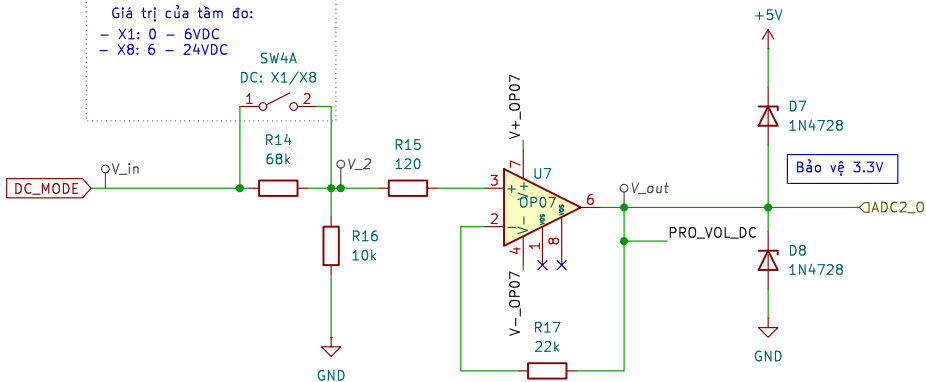 Giá trị của tầm đo:
- X1: 0 - 6VDC
- X8: 6 - 24VDC
SW4A
DC: X1/X8
1 2
R14
68k
DC_MODE
V_in
V_2
R15
120
R16
10k
GND
V+_OP07
7
U7
3
+
V+
OP07
6
2
-
V-
VOS
VOS
4
1
8
V-_OP07
R17
22k
V_out
PRO_VOL_DC
+5V
D7
1N4728
Bảo vệ 3.3V
ADC2_0
D8
1N4728
GND